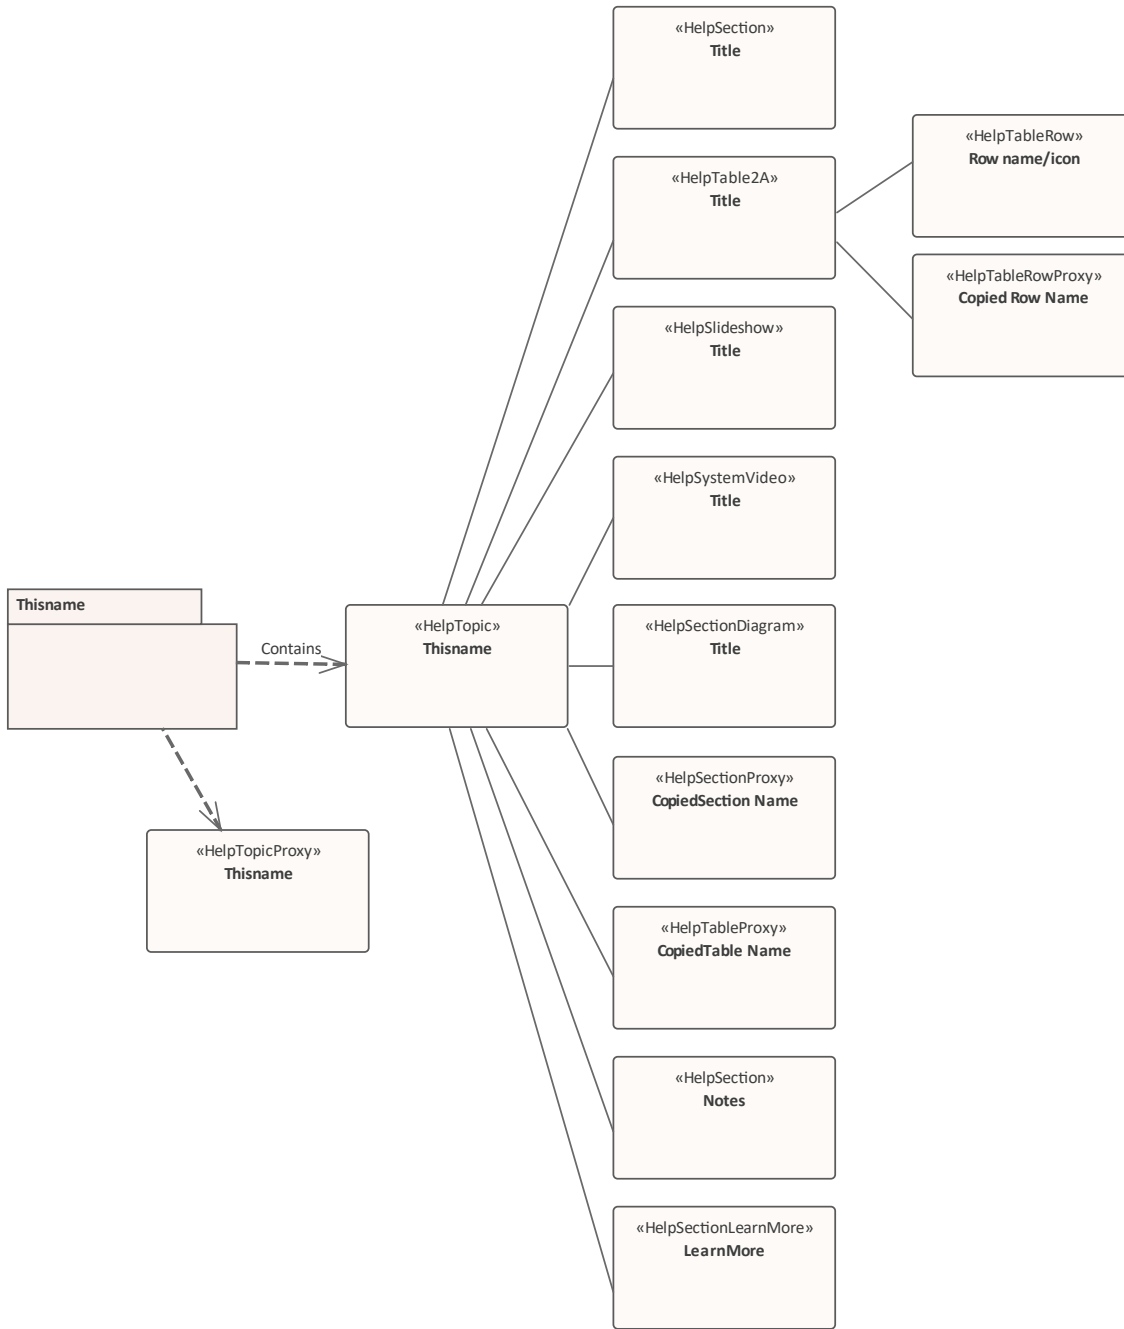 «HelpSection»
Title
«HelpTableRow»
Row name/icon
«HelpTable2A»
Title
«HelpTableRowProxy»
Copied Row Name
«HelpSlideshow»
Title
«HelpSystemVideo»
Title
Thisname
Contains
«HelpTopic»
Thisname
«HelpSectionDiagram»
Title
«HelpSectionProxy»
CopiedSection Name
«HelpTopicProxy»
Thisname
«HelpTableProxy»
CopiedTable Name
«HelpSection»
Notes
«HelpSectionLearnMore»
LearnMore